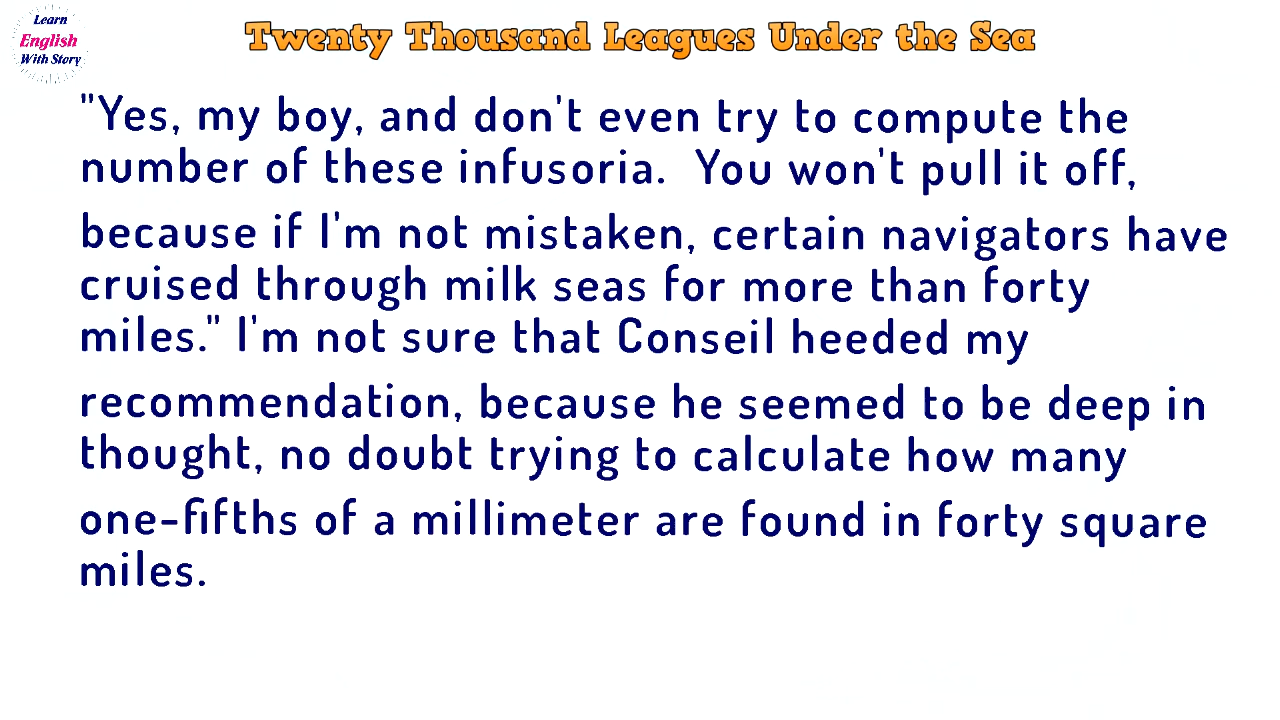 Learn
English
With Story
Twenty Thousand Leagues Under the Sea
"Yes, my boy, and don't even try to compute the
number of these infusoria.  You won't pull it off,
because if I'm not mistaken, certain navigators have
cruised through milk seas for more than forty
miles." I'm not sure that Conseil heeded my
recommendation, because he seemed to be deep in
thought, no doubt trying to calculate how many
one-fifths of a millimeter are found in forty square
miles.